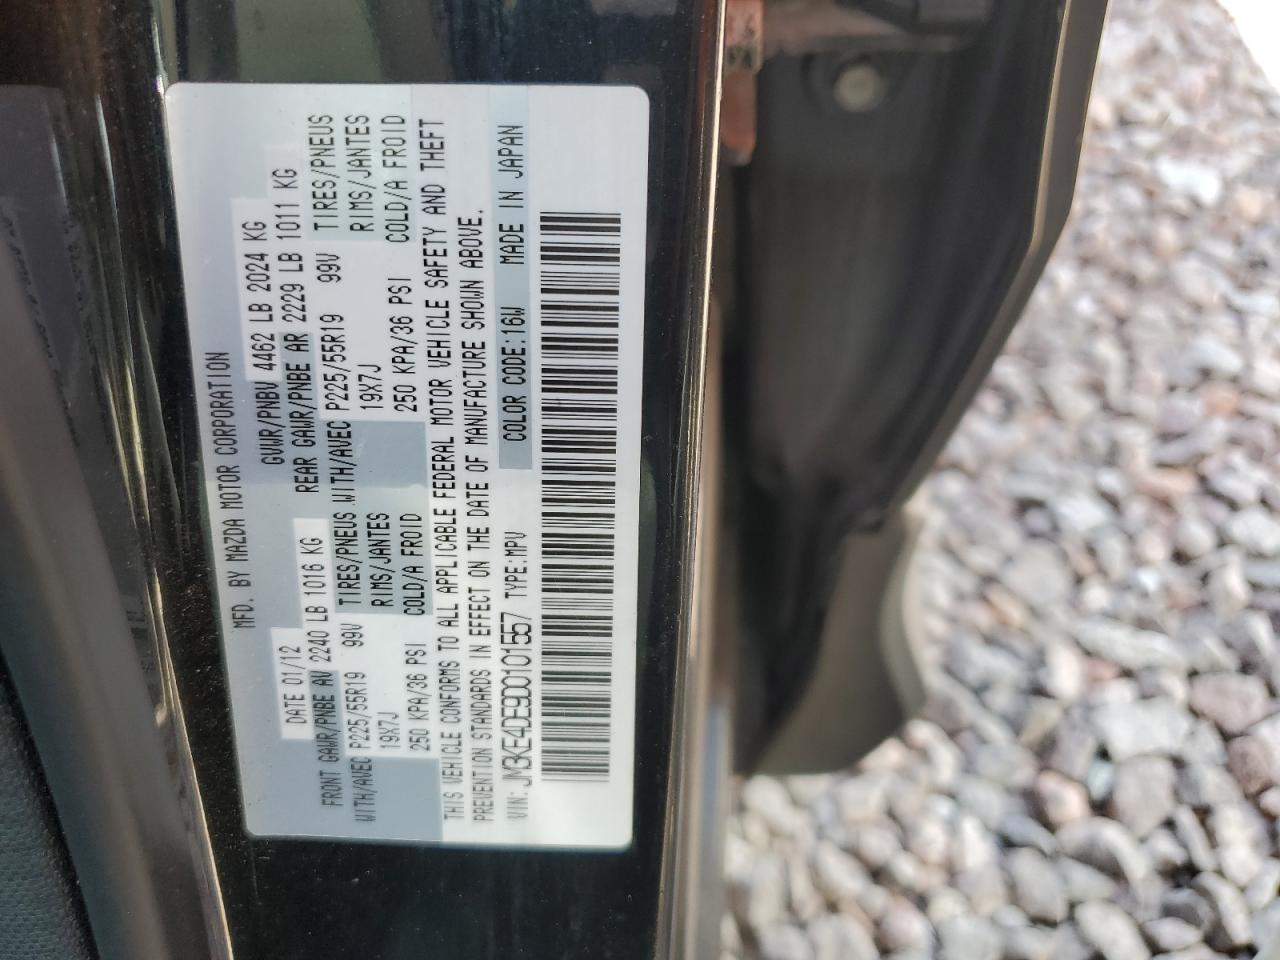 MFD. BY MAZDA MOTOR CORPORATION
DATE 01/12 GVWR/PNBV 4462 LB 2024 KG
FRONT GAWR/PNBE AV 2240 LB 1016 KG REAR GAWR/PNBE AR 2229 LB 1011 KG
WITH/AVEC P225/55R19 99V TIRES/PNEUS WITH/AVEC P225/55R19 99V TIRES/PNEUS
19X7J RIMS/JANTES 19X7J RIMS/JANTES
250 KPA/36 PSI COLD/A FROID 250 KPA/36 PSI COLD/A FROID
THIS VEHICLE CONFORMS TO ALL APPLICABLE FEDERAL MOTOR VEHICLE SAFETY AND THEFT
PREVENTION STANDARDS IN EFFECT ON THE DATE OF MANUFACTURE SHOWN ABOVE.
VIN: JM3KE4DE9D0101557 TYPE:MPV COLOR CODE:16W MADE IN JAPAN